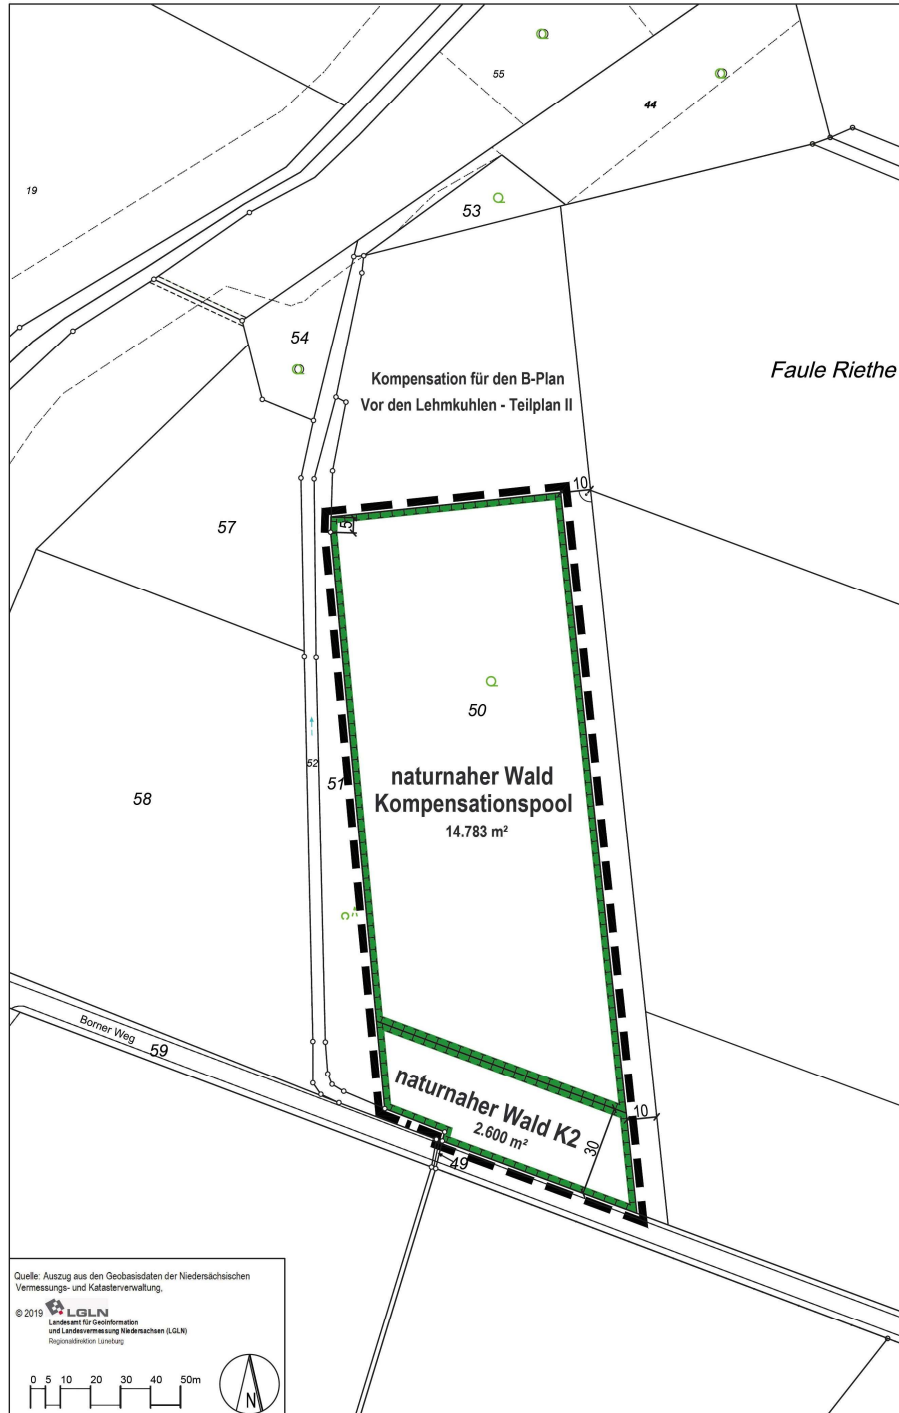 55
44
19
53
54
Kompensation für den B-Plan
Vor den Lehmkuhlen - Teilplan II
Faule Riethe
10
5
57
50
naturnaher Wald
Kompensationspool
14.783 m²
52
51
58
Borner Weg
59
naturnaher Wald K2
2.600 m²
10
30
49
Quelle: Auszug aus den Geobasisdaten der Niedersächsischen
Vermessungs- und Katasterverwaltung,
© 2019 LGLN
Landesamt für Geoinformation
und Landesvermessung Niedersachsen (LGLN)
Regionaldirektion Lüneburg
0 5 10 20 30 40 50m
N